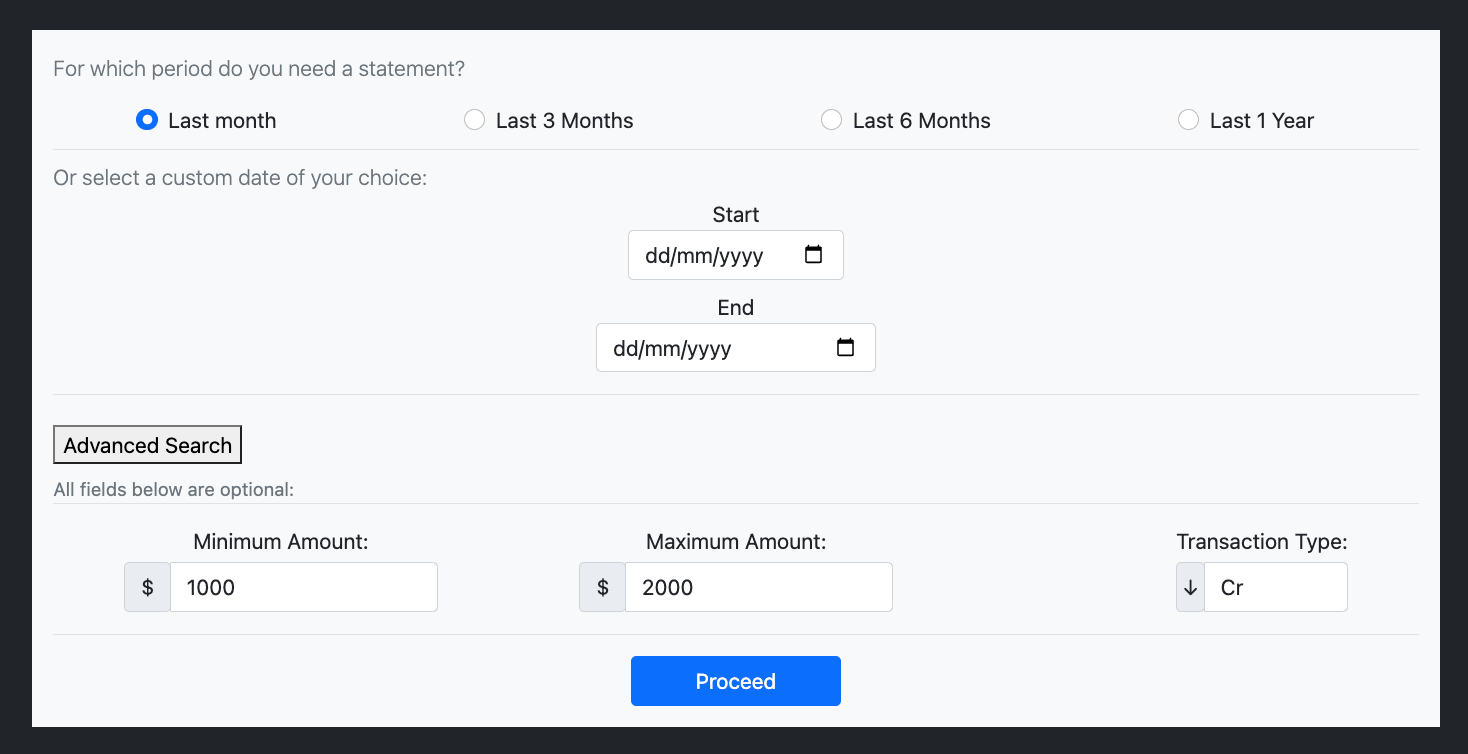 For which period do you need a statement?
Last month Last 3 Months Last 6 Months Last 1 Year
Or select a custom date of your choice:
Start
dd/mm/yyyy
End
dd/mm/yyyy
Advanced Search
All fields below are optional:
Minimum Amount: Maximum Amount: Transaction Type:
$ 1000 $ 2000 ↓ Cr
Proceed